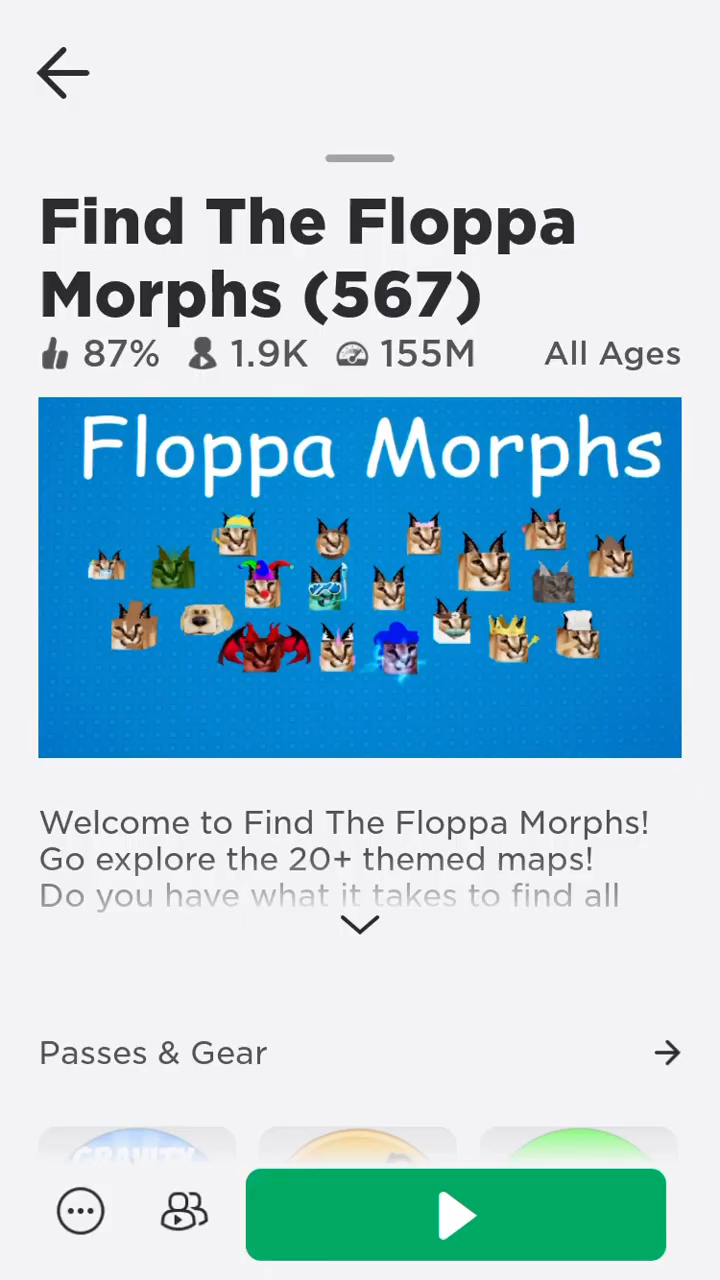 Find The Floppa
Morphs (567)
87% 1.9K 155M All Ages
Floppa Morphs
Welcome to Find The Floppa Morphs!
Go explore the 20+ themed maps!
Do you have what it takes to find all
Passes & Gear
GRAVITY